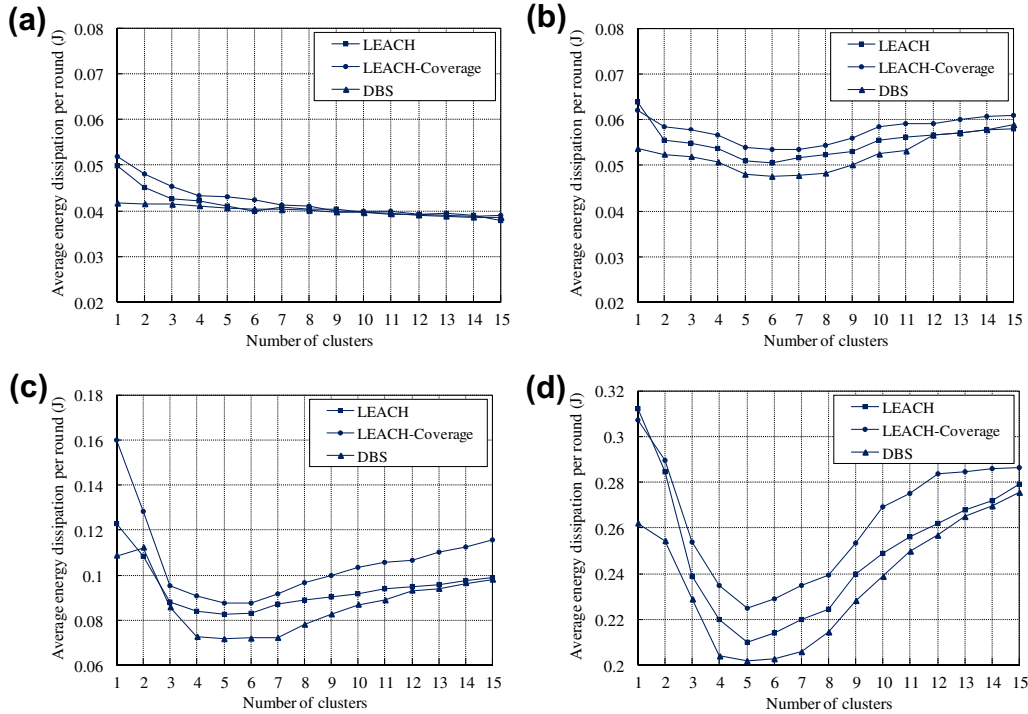 (a)
Average energy dissipation per round (J)
0.08
0.07
0.06
0.05
0.04
0.03
0.02
LEACH
LEACH-Coverage
DBS
1 2 3 4 5 6 7 8 9 10 11 12 13 14 15
Number of clusters
(b)
Average energy dissipation per round (J)
0.08
0.07
0.06
0.05
0.04
0.03
0.02
LEACH
LEACH-Coverage
DBS
1 2 3 4 5 6 7 8 9 10 11 12 13 14 15
Number of clusters
(c)
Average energy dissipation per round (J)
0.18
0.16
0.14
0.12
0.1
0.08
0.06
LEACH
LEACH-Coverage
DBS
1 2 3 4 5 6 7 8 9 10 11 12 13 14 15
Number of clusters
(d)
Average energy dissipation per round (J)
0.32
0.3
0.28
0.26
0.24
0.22
0.2
LEACH
LEACH-Coverage
DBS
1 2 3 4 5 6 7 8 9 10 11 12 13 14 15
Number of clusters